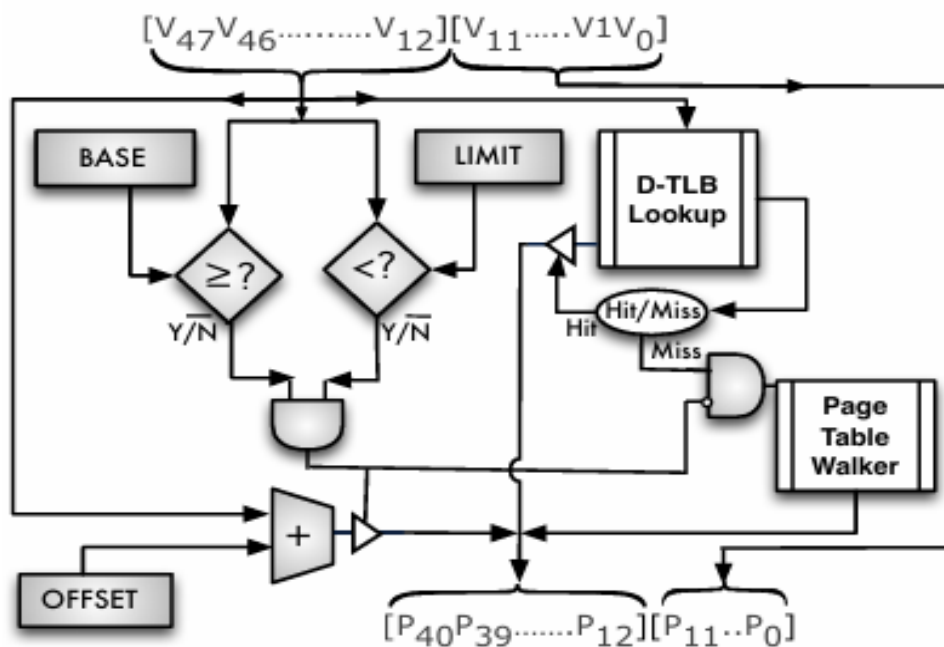 [V47V46...........V12][V11.....V1V0]
BASE
LIMIT
D-TLB
Lookup
≥?
<?
Y/N̅
Y/N̅
Hit/Miss
Hit
Miss
Page
Table
Walker
+
OFFSET
[P40P39.......P12][P11..P0]